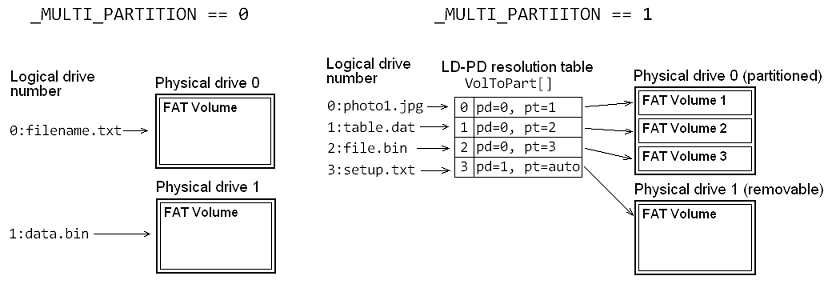 _MULTI_PARTITION == 0
Logical drive
number
Physical drive 0
FAT Volume
0:filename.txt
Physical drive 1
FAT Volume
1:data.bin
_MULTI_PARTIITON == 1
Logical drive
number
LD-PD resolution table
VolToPart[]
Physical drive 0 (partitioned)
0:photo1.jpg
0 pd=0, pt=1
FAT Volume 1
1:table.dat
1 pd=0, pt=2
FAT Volume 2
2:file.bin
2 pd=0, pt=3
FAT Volume 3
3:setup.txt
3 pd=1, pt=auto
Physical drive 1 (removable)
FAT Volume